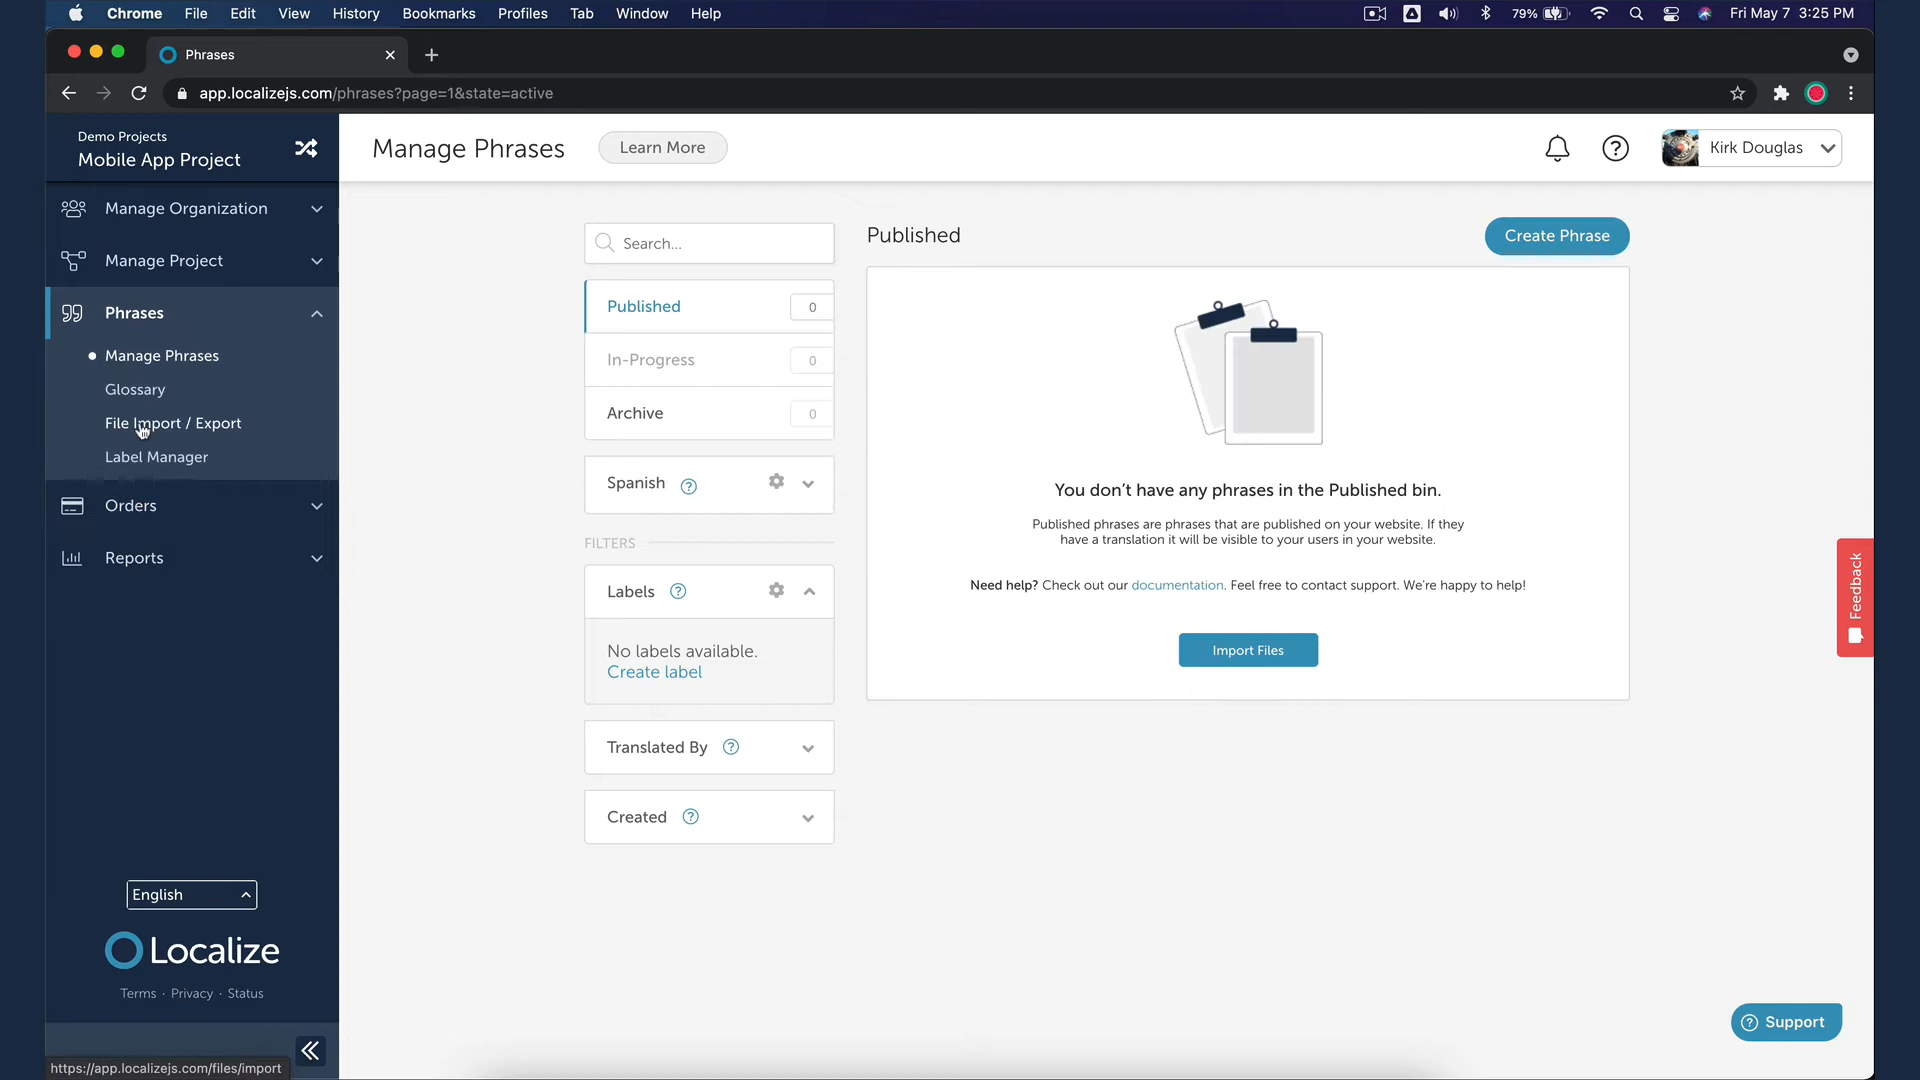 Chrome File Edit View History Bookmarks Profiles Tab Window Help 79% Fri May 7 3:25 PM
Phrases
app.localizejs.com/phrases?page=1&state=active
Demo Projects
Mobile App Project
Manage Phrases Learn More Kirk Douglas
Manage Organization
Manage Project
Phrases
Manage Phrases
Glossary
File Import / Export
Label Manager
Orders
Reports
English
Localize
Terms · Privacy · Status
https://app.localizejs.com/files/import
Search...
Published 0
In-Progress 0
Archive 0
Spanish ?
FILTERS
Labels ?
No labels available.
Create label
Translated By ?
Created ?
Published Create Phrase
You don't have any phrases in the Published bin.
Published phrases are phrases that are published on your website. If they
have a translation it will be visible to your users in your website.
Need help? Check out our documentation. Feel free to contact support. We're happy to help!
Import Files
Feedback
? Support